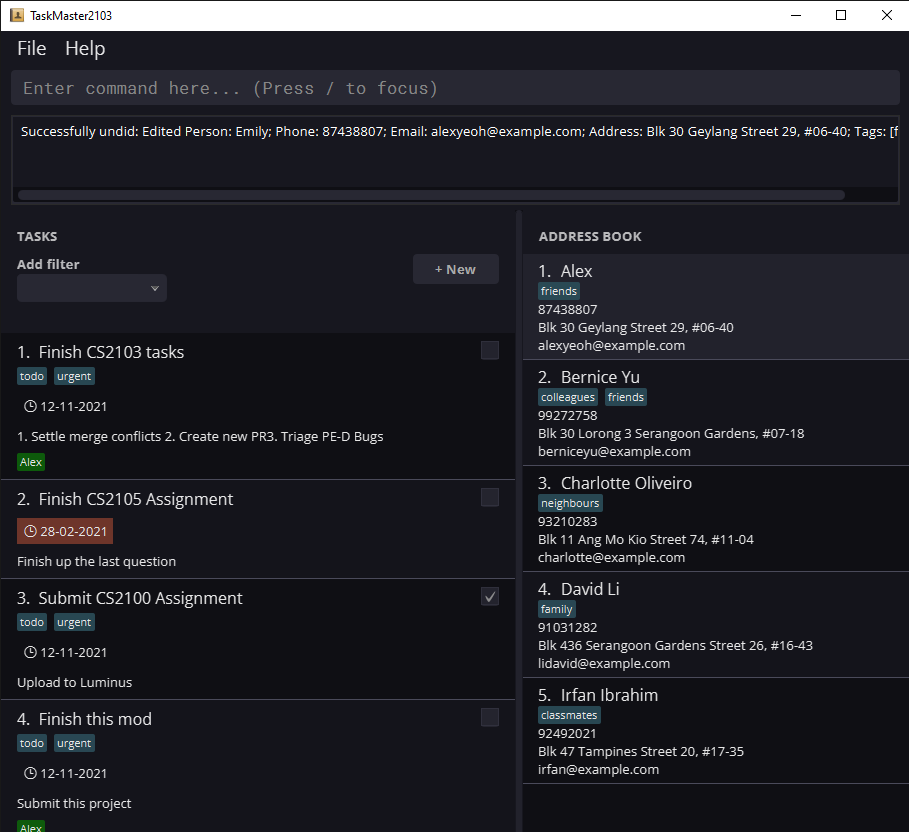 TaskMaster2103
File Help
Enter command here... (Press / to focus)
Successfully undid: Edited Person: Emily; Phone: 87438807; Email: alexyeoh@example.com; Address: Blk 30 Geylang Street 29, #06-40; Tags: [f
TASKS
Add filter
+ New
1. Finish CS2103 tasks
todo urgent
12-11-2021
1. Settle merge conflicts 2. Create new PR3. Triage PE-D Bugs
Alex
2. Finish CS2105 Assignment
28-02-2021
Finish up the last question
3. Submit CS2100 Assignment
todo urgent
12-11-2021
Upload to Luminus
4. Finish this mod
todo urgent
12-11-2021
Submit this project
Alex
ADDRESS BOOK
1. Alex
friends
87438807
Blk 30 Geylang Street 29, #06-40
alexyeoh@example.com
2. Bernice Yu
colleagues friends
99272758
Blk 30 Lorong 3 Serangoon Gardens, #07-18
berniceyu@example.com
3. Charlotte Oliveiro
neighbours
93210283
Blk 11 Ang Mo Kio Street 74, #11-04
charlotte@example.com
4. David Li
family
91031282
Blk 436 Serangoon Gardens Street 26, #16-43
lidavid@example.com
5. Irfan Ibrahim
classmates
92492021
Blk 47 Tampines Street 20, #17-35
irfan@example.com